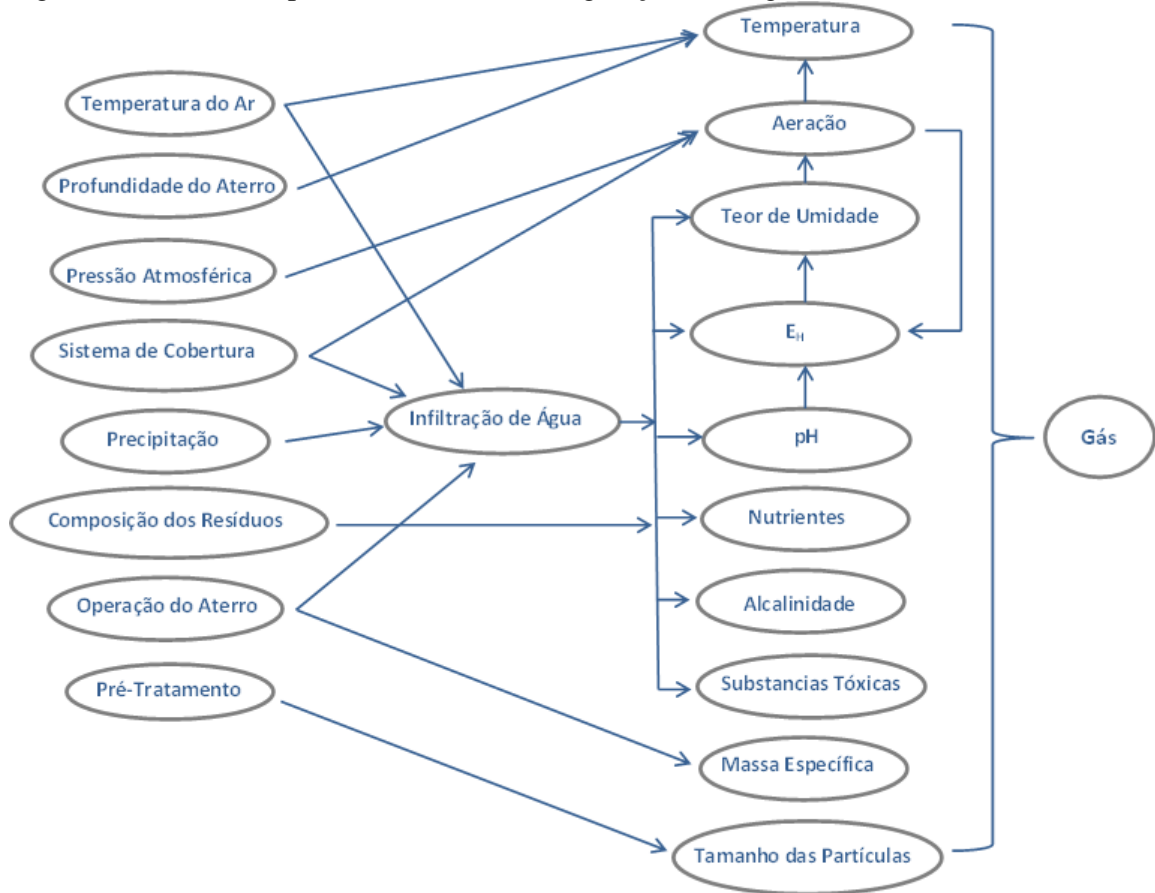 Temperatura
Temperatura do Ar
Aeração
Profundidade do Aterro
Teor de Umidade
Pressão Atmosférica
Sistema de Cobertura
E_H
Infiltração de Água
Precipitação
pH
Gás
Composição dos Resíduos
Nutrientes
Operação do Aterro
Alcalinidade
Pré-Tratamento
Substancias Tóxicas
Massa Específica
Tamanho das Partículas